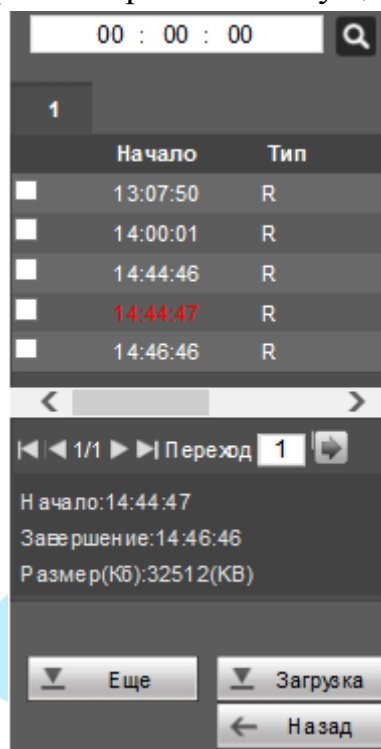 00 : 00 : 00
1
Начало Тип
13:07:50 R
14:00:01 R
14:44:46 R
14:44:47 R
14:46:46 R
1/1 Переход 1
Начало:14:44:47
Завершение:14:46:46
Размер(Кб):32512(KB)
Еще Загрузка
Назад